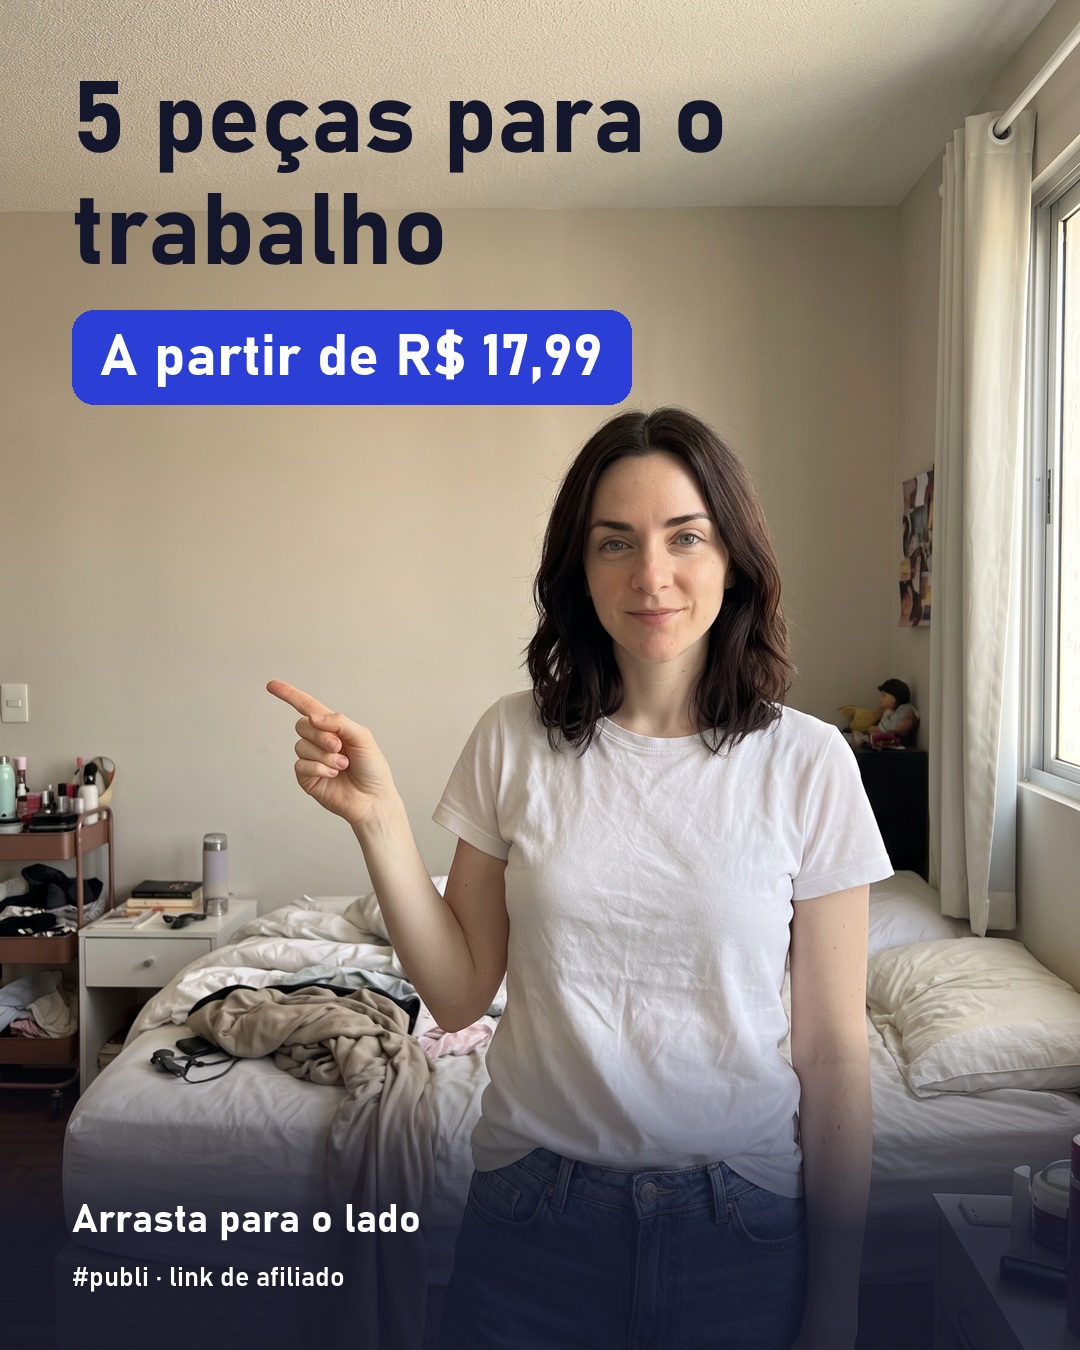 5 peças para o
trabalho
A partir de R$ 17,99
Arrasta para o lado
#publi · link de afiliado